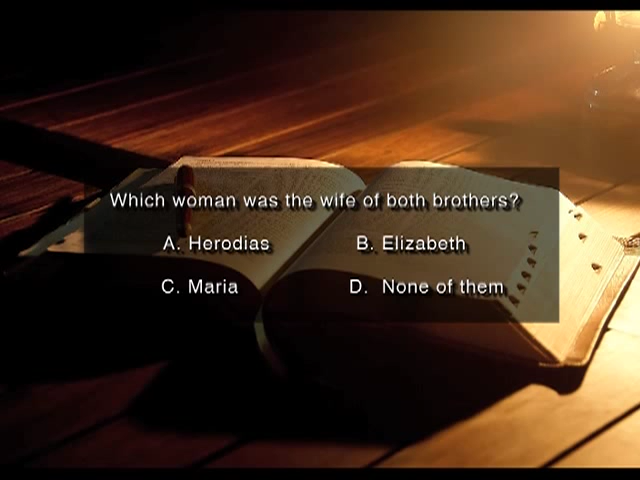 Which woman was the wife of both brothers?
A. Herodias B. Elizabeth
C. Maria D. None of them